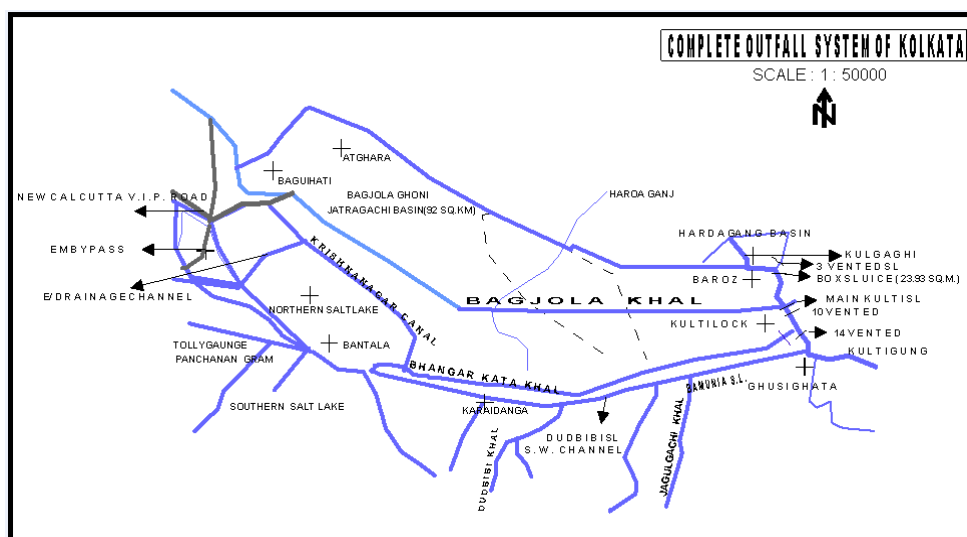 COMPLETE OUTFALL SYSTEM OF KOLKATA
SCALE : 1 : 50000
N
ATGHARA
BAGUIHATI
NEW CALCUTTA V.I.P. ROAD
BAGJOLA GHONI
JATRAGACHI BASIN(92 SQ.KM)
HAROA GANJ
HARDAGANG BASIN
EMBYPASS
KULGAGHI
3 VENTEDSL
BAROZ
BOXSLUICE(23.93 SQ.M.)
E/DRAINAGECHANNEL
KRISHKANAGAR CANAL
BAGJOLA KHAL
MAIN KULTISL
10VENTED
NORTHERN SALTLAKE
KULTILOCK
14 VENTED
TOLLYGAUNGE
PANCHANAN GRAM
BANTALA
KULTIGUNG
BHANGAR KATA KHAL
BAMUNIA S.L.
GHUSIGHATA
SOUTHERN SALT LAKE
KARAIDANGA
DUDBIBI KHAL
DUDBIBISL
S.W. CHANNEL
JAGULGACHI KHAL